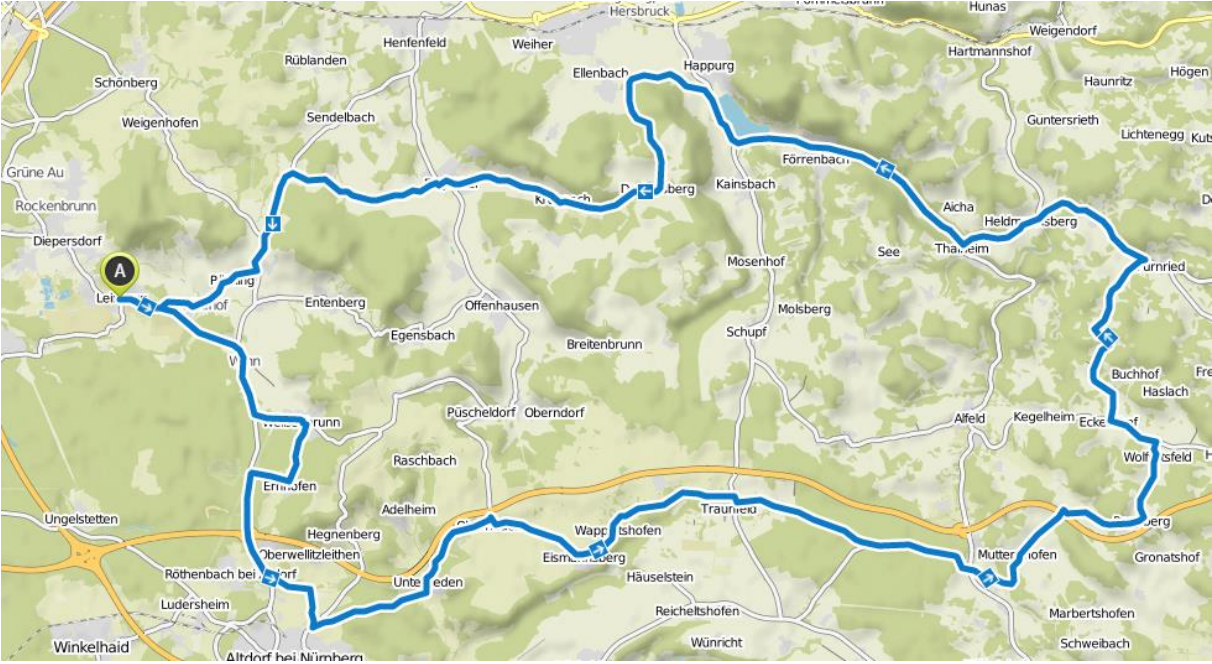 Hersbruck
Hunas
Weigendorf
Henfenfeld
Weiher
Hartmannshof
Rüblanden
Happurg
Ellenbach
Högen
Schönberg
Haunritz
Sendelbach
Weigenhofen
Guntersrieth
Lichtenegg
Förrenbach
Grüne Au
Kainsbach
Rockenbrunn
Aicha
Diepersdorf
See
Thalheim
Mosenhof
A
Entenberg
Offenhausen
Molsberg
Egensbach
Schupf
Breitenbrunn
Buchhof
Haslach
Püscheldorf
Oberndorf
Alfeld
Kegelheim
Raschbach
Adelheim
Traunfeld
Ungelstetten
Hegnenberg
Oberwellitzleithen
Gronatshof
Röthenbach bei
Häuselstein
Ludersheim
Reicheltshofen
Marbertshofen
Winkelhaid
Wünricht
Schweibach
Altdorf bei Nürnberg